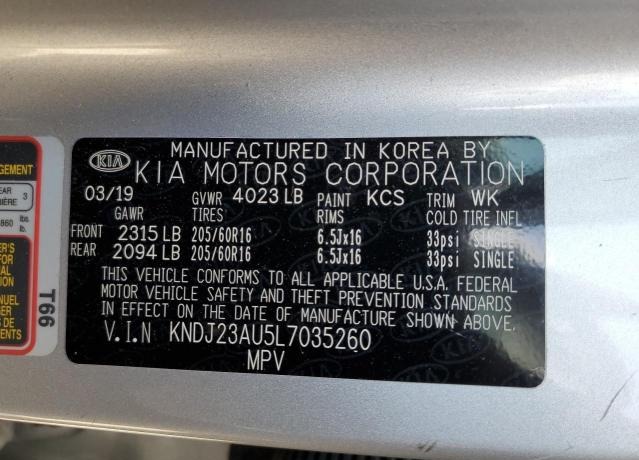 MANUFACTURED IN KOREA BY
KIA KIA MOTORS CORPORATION
03/19 GVWR 4023 LB PAINT KCS TRIM WK
GAWR TIRES RIMS COLD TIRE INFL
FRONT 2315 LB 205/60R16 6.5Jx16 33psi SINGLE
REAR 2094 LB 205/60R16 6.5Jx16 33psi SINGLE
THIS VEHICLE CONFORMS TO ALL APPLICABLE U.S.A. FEDERAL
MOTOR VEHICLE SAFETY AND THEFT PREVENTION STANDARDS
IN EFFECT ON THE DATE OF MANUFACTURE SHOWN ABOVE.
V.I.N KNDJ23AU5L7035260
MPV
T66
3
860 lbs.